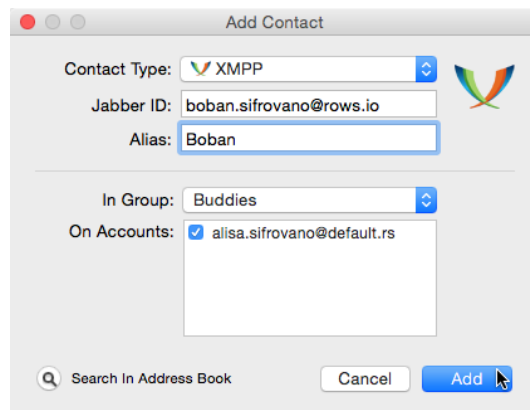 Add Contact
Contact Type: XMPP
Jabber ID: boban.sifrovano@rows.io
Alias: Boban
In Group: Buddies
On Accounts: alisa.sifrovano@default.rs
Search In Address Book Cancel Add